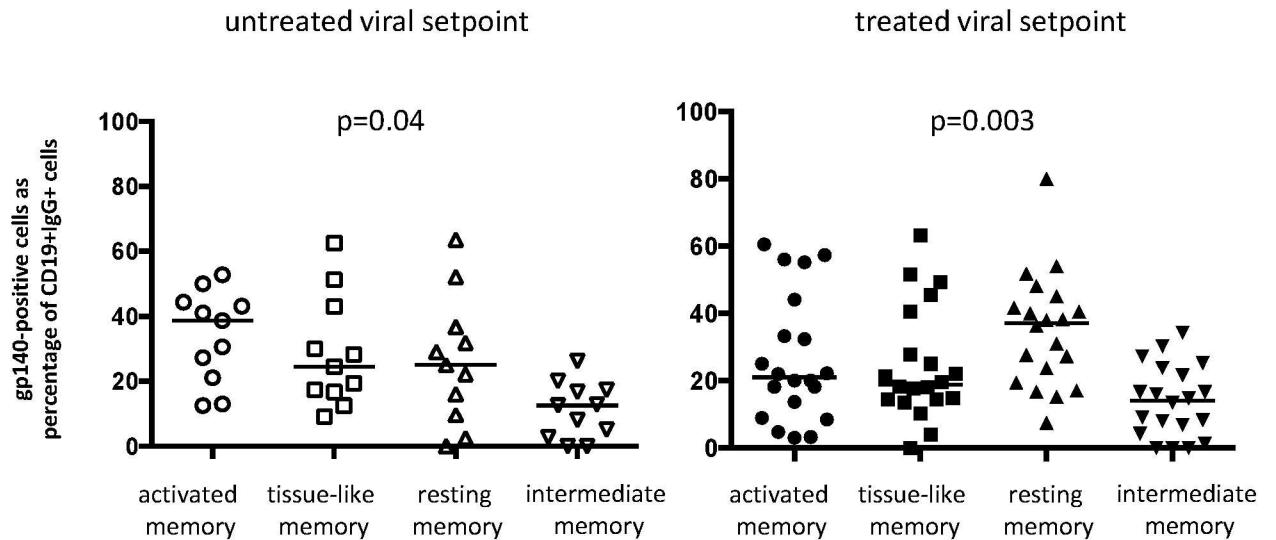 untreated viral setpoint
treated viral setpoint
gp140-positive cells as
percentage of CD19+IgG+ cells
p=0.04
100
80
60
40
20
0
activated
memory
tissue-like
memory
resting
memory
intermediate
memory
p=0.003
100
80
60
40
20
0
activated
memory
tissue-like
memory
resting
memory
intermediate
memory